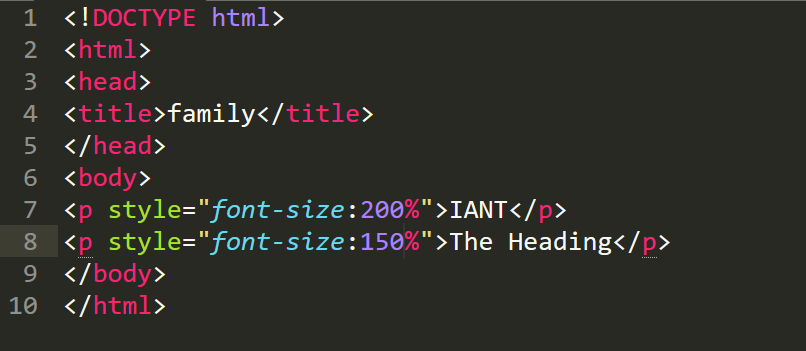 1 <!DOCTYPE html>
2 <html>
3 <head>
4 <title>family</title>
5 </head>
6 <body>
7 <p style="font-size:200%">IANT</p>
8 <p style="font-size:150%">The Heading</p>
9 </body>
10 </html>